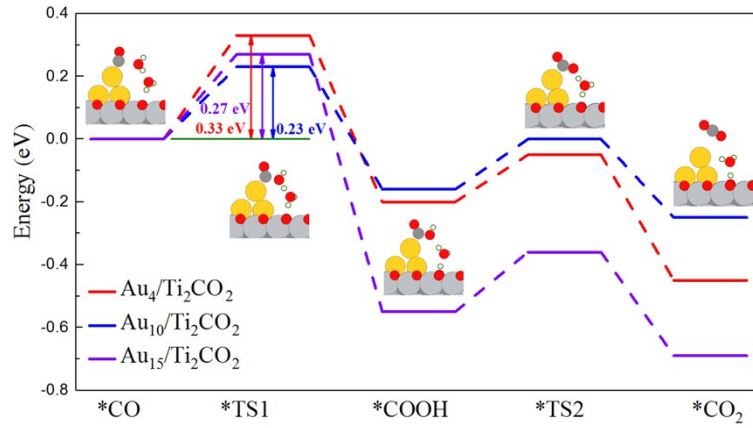 Energy (eV)
0.4
0.2
0.0
-0.2
-0.4
-0.6
-0.8
0.27 eV
0.33 eV
0.23 eV
Au₄/Ti₂CO₂
Au₁₀/Ti₂CO₂
Au₁₅/Ti₂CO₂
*CO
*TS1
*COOH
*TS2
*CO₂